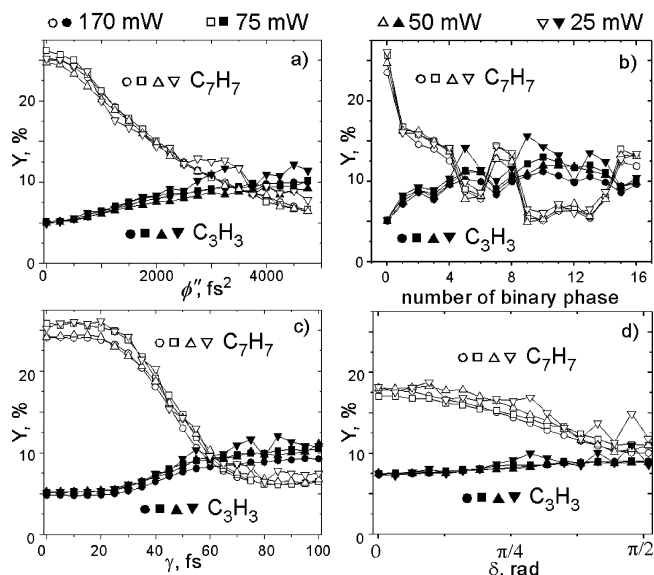 ○● 170 mW □■ 75 mW △▲ 50 mW ▽▼ 25 mW
a)
○□△▽ C₇H₇
Y, %
20
10
0
●■▲▼ C₃H₃
0 2000 4000
ϕ″, fs²
b)
○□△▽ C₇H₇
Y, %
20
10
0
●■▲▼ C₃H₃
0 4 8 12 16
number of binary phase
c)
○□△▽ C₇H₇
Y, %
20
10
0
●■▲▼ C₃H₃
0 20 40 60 80 100
γ, fs
d)
○□△▽ C₇H₇
Y, %
20
10
0
●■▲▼ C₃H₃
0 π/4 π/2
δ, rad